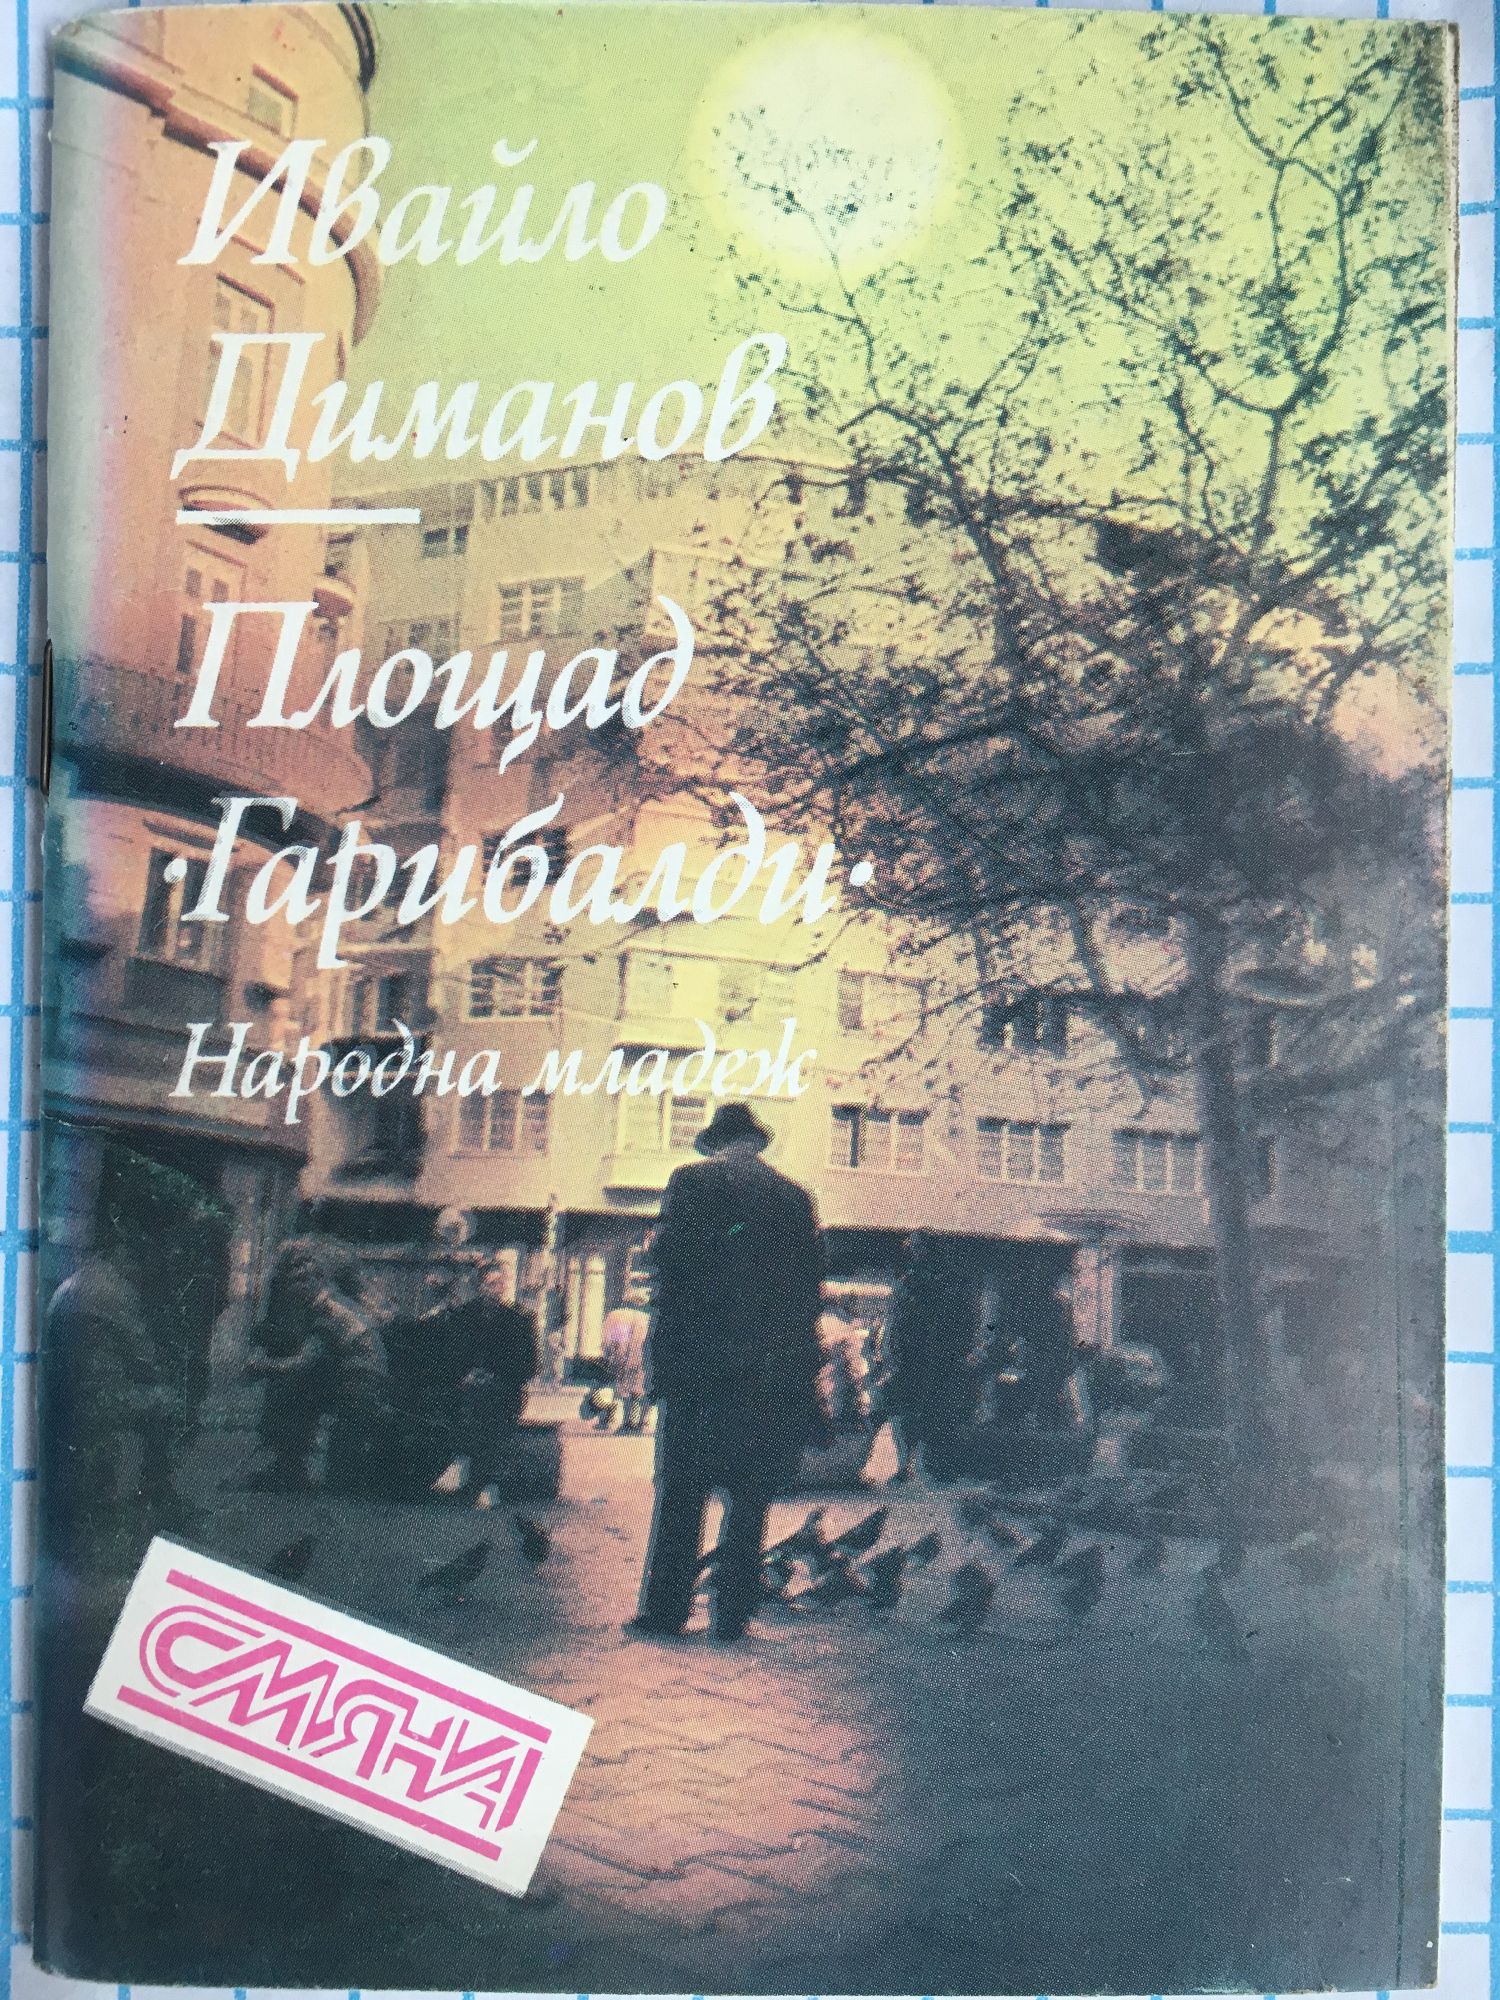 Ивайло
Диманов
Площад
·Гарибалди·
Народна младеж
СМЯНА